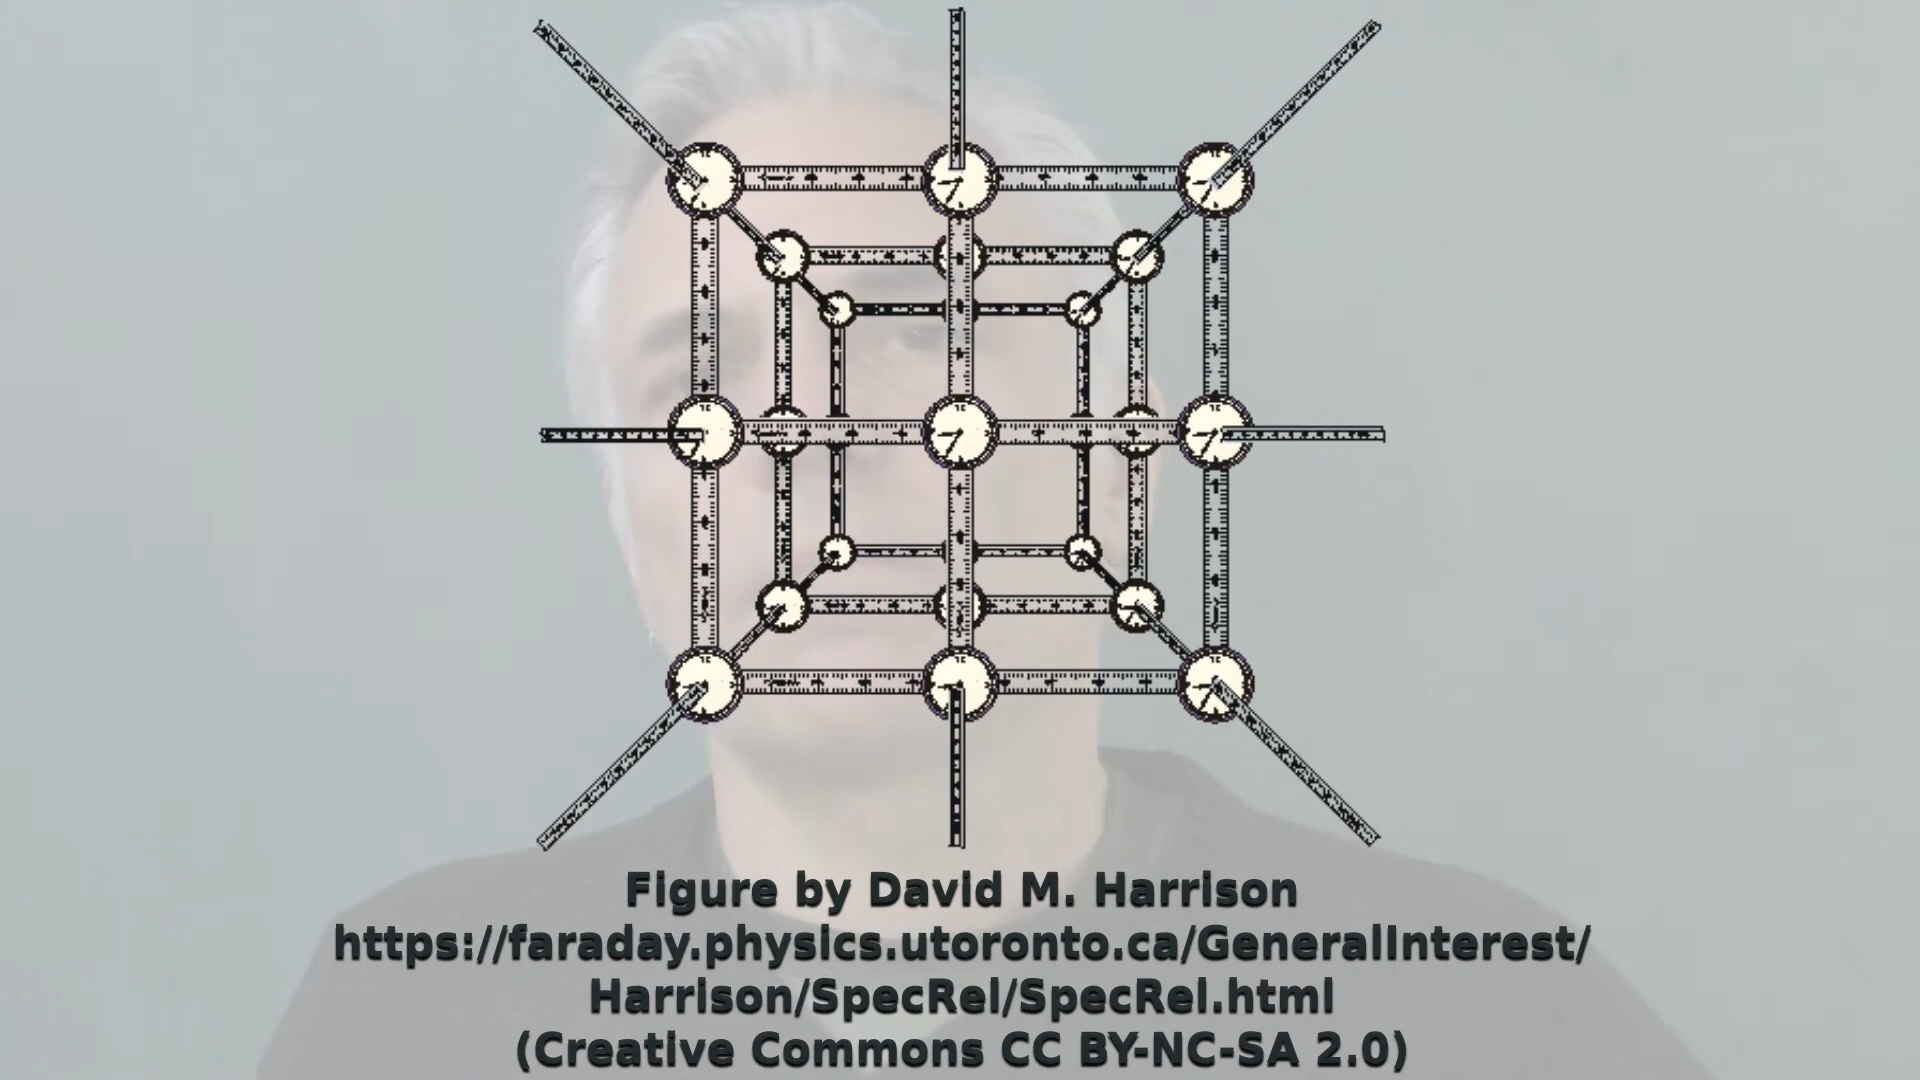 Figure by David M. Harrison
https://faraday.physics.utoronto.ca/GeneralInterest/
Harrison/SpecRel/SpecRel.html
(Creative Commons CC BY-NC-SA 2.0)